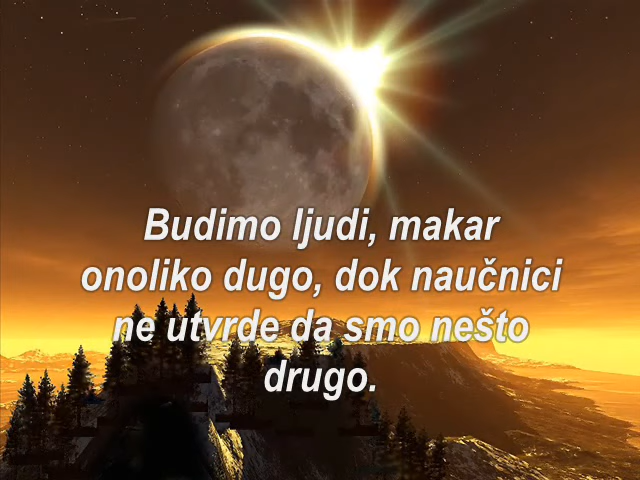 Budimo ljudi, makar
onoliko dugo, dok naučnici
ne utvrde da smo nešto
drugo.